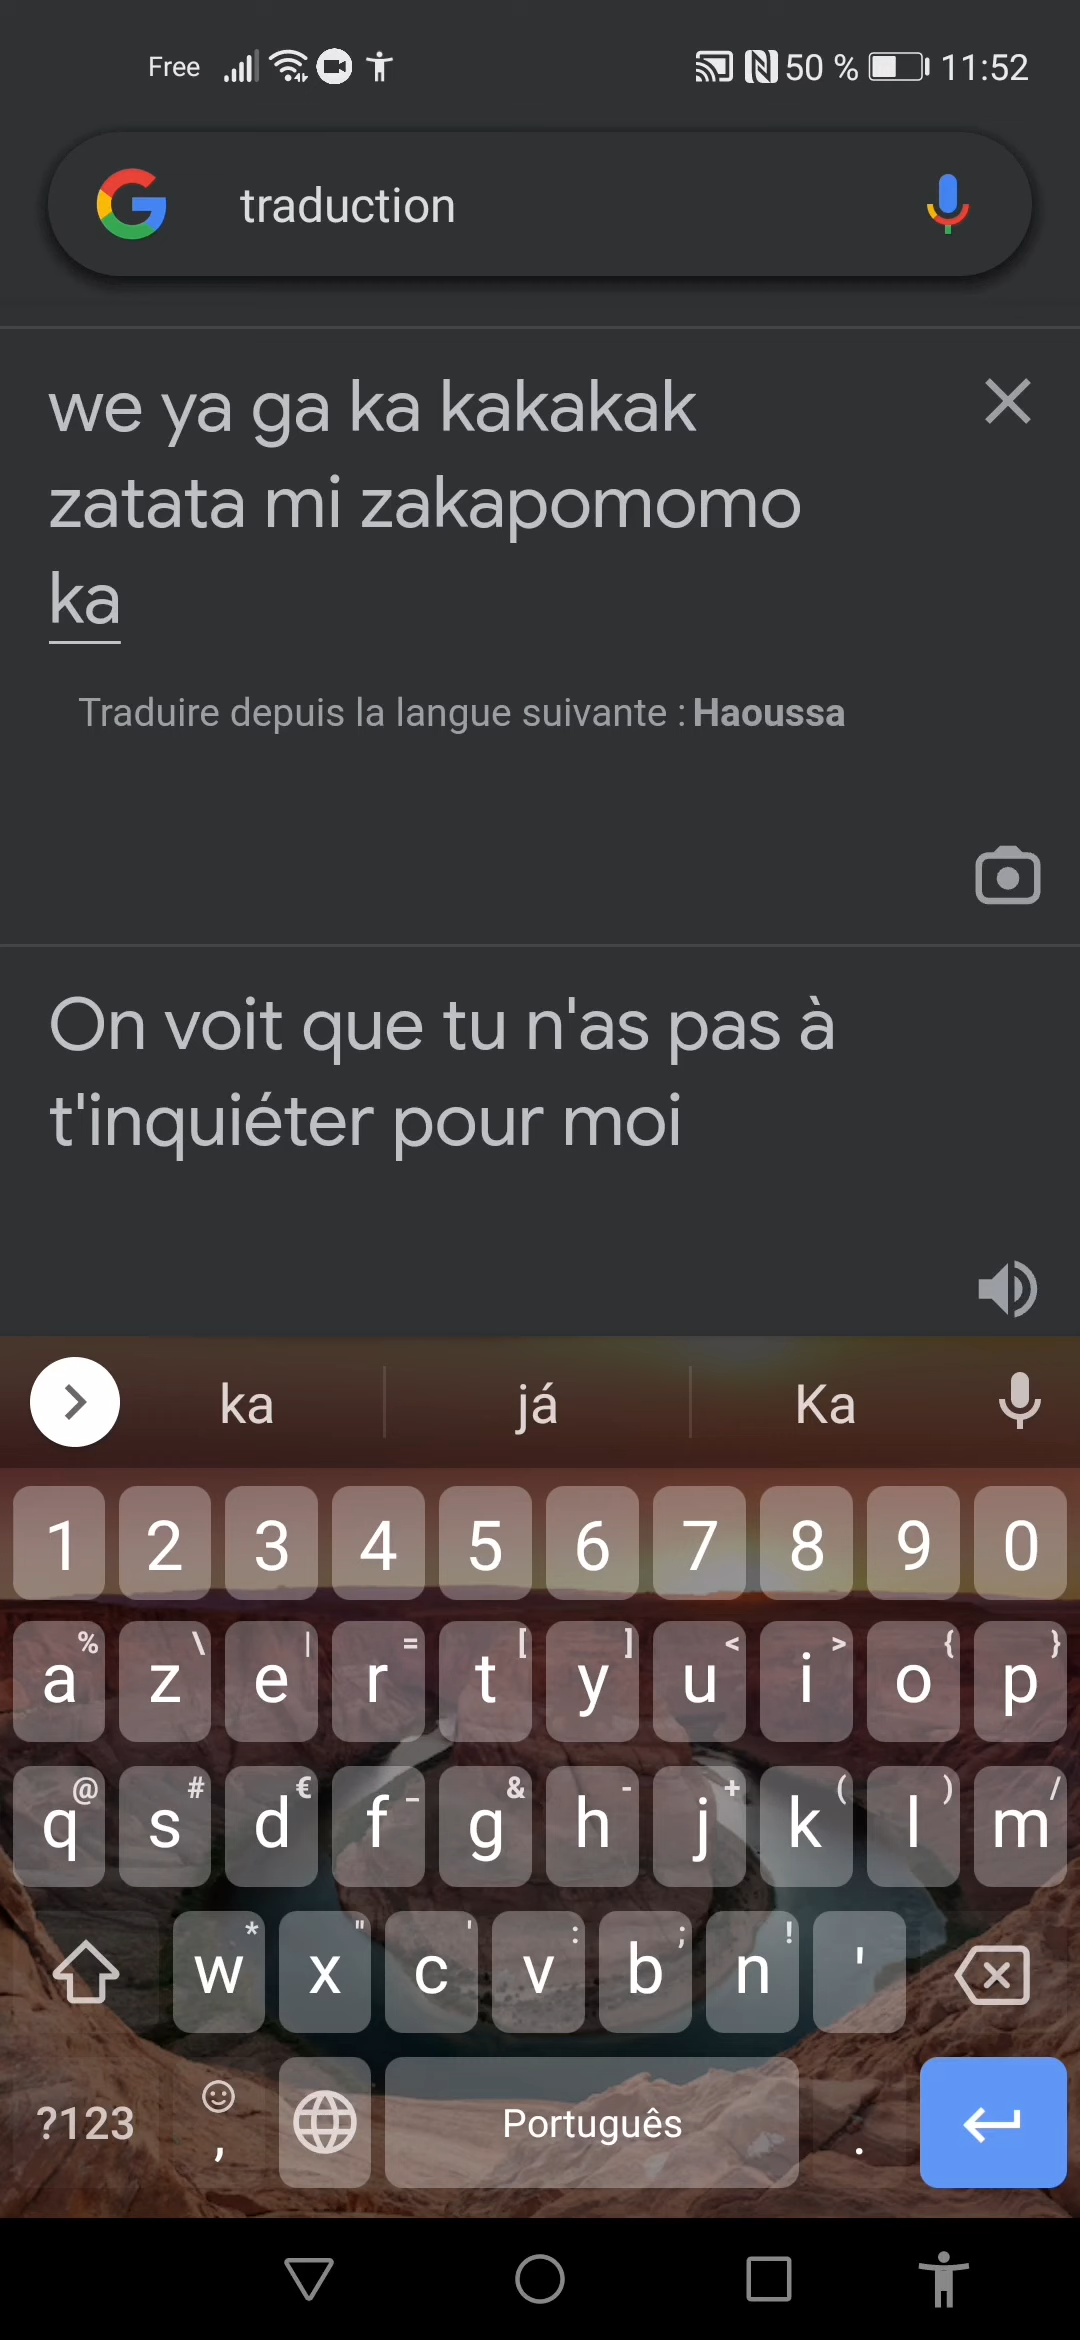 Free 50 % 11:52
traduction
we ya ga ka kakakak
zatata mi zakapomomo
ka
Traduire depuis la langue suivante : Haoussa
On voit que tu n'as pas à
t'inquiéter pour moi
ka já Ka
1 2 3 4 5 6 7 8 9 0
% \ | = [ ] < > { }
a z e r t y u i o p
@ # € _ & - + ( ) /
q s d f g h j k l m
* " ' : ; !
w x c v b n '
?123 , Português .